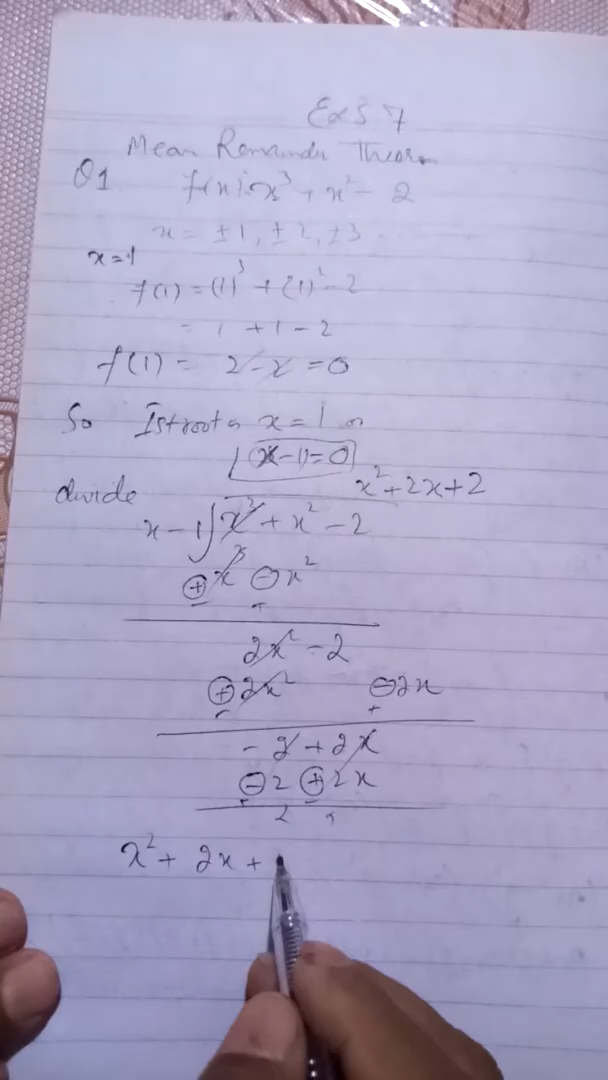 Ex 5 7
Mean Remainder Theorem
Q1 f(x) = x³ + x² - 2
x = ±1, ±2, ±3
x=1
f(1) = (1)³ + (1)² - 2
= 1 + 1 - 2
f(1) = 2 - 2 = 0
So Ist root is x = 1 or
(x-1)=0
x²+2x+2
divide
x - 1 ) x³ + x² - 2
⊕ x³ ⊖ x²
- +
2x² - 2
⊕ 2x² ⊖ 2x
- +
- 2 + 2x
⊖ 2 ⊕ 2x
+ -
x² + 2x +